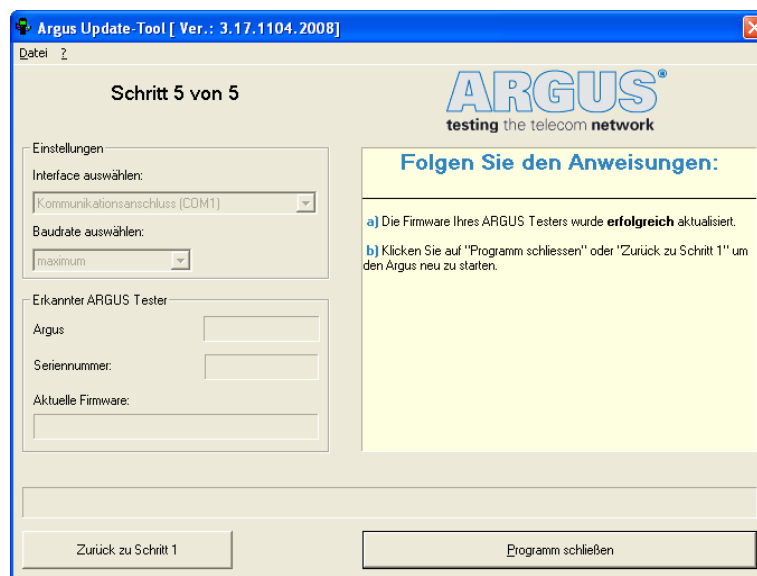 Argus Update-Tool [ Ver.: 3.17.1104.2008]
Datei ?
Schritt 5 von 5
ARGUS®
testing the telecom network
Einstellungen
Interface auswählen:
Kommunikationsanschluss (COM1)
Baudrate auswählen:
maximum
Erkannter ARGUS Tester
Argus
Seriennummer:
Aktuelle Firmware:
Folgen Sie den Anweisungen:
a) Die Firmware Ihres ARGUS Testers wurde erfolgreich aktualisiert.
b) Klicken Sie auf "Programm schliessen" oder "Zurück zu Schritt 1" um
den Argus neu zu starten.
Zurück zu Schritt 1
Programm schließen